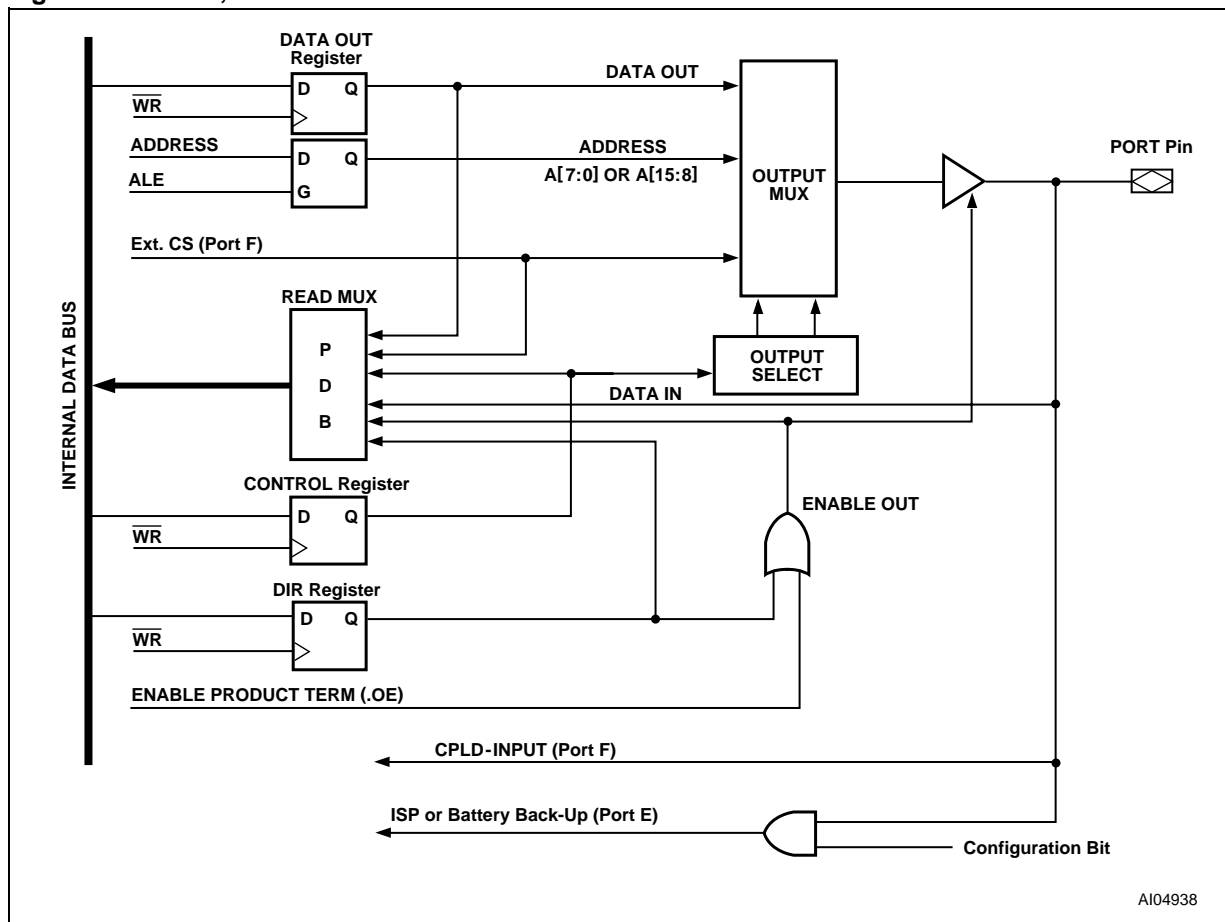 DATA OUT
Register
D Q
WR
DATA OUT
ADDRESS
ALE
D Q
G
ADDRESS
A[7:0] OR A[15:8]
OUTPUT
MUX
PORT Pin
Ext. CS (Port F)
READ MUX
P
D
B
OUTPUT
SELECT
DATA IN
INTERNAL DATA BUS
CONTROL Register
D Q
WR
ENABLE OUT
DIR Register
D Q
WR
ENABLE PRODUCT TERM (.OE)
CPLD-INPUT (Port F)
ISP or Battery Back-Up (Port E)
Configuration Bit
AI04938